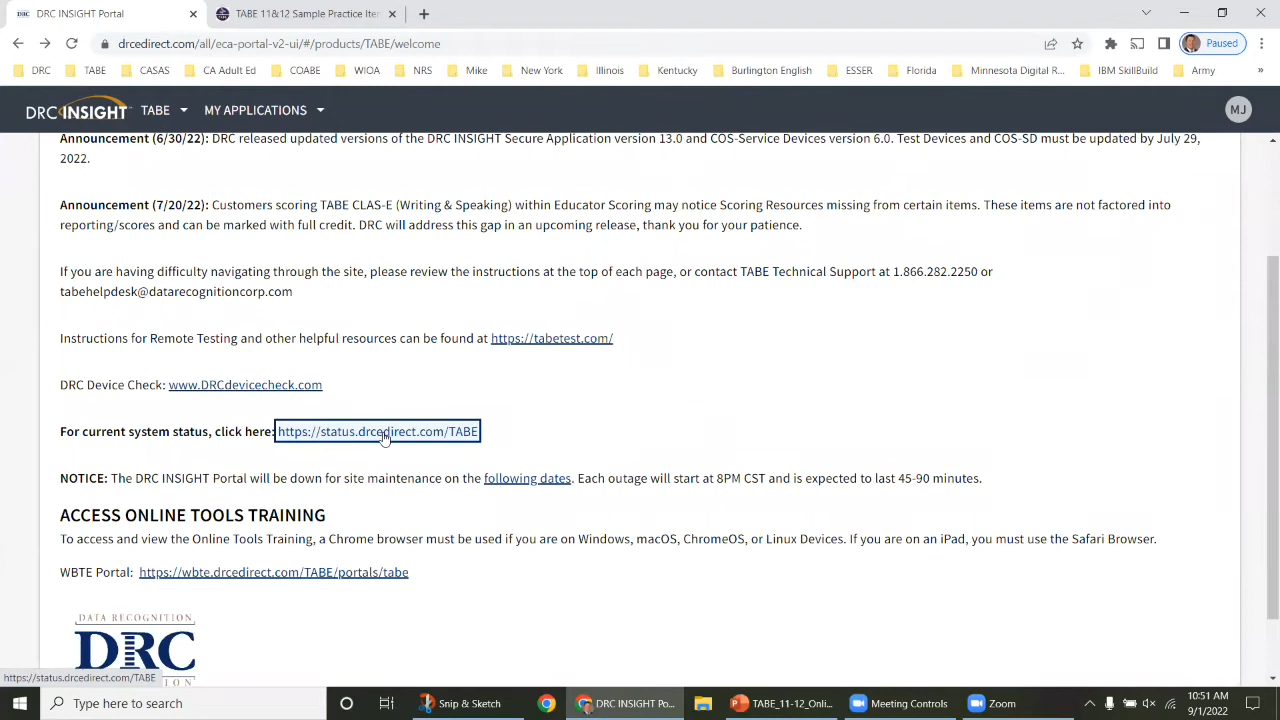 DRC INSIGHT Portal
TABE 11&12 Sample Practice Ite
drcedirect.com/all/eca-portal-v2-ui/#/products/TABE/welcome
Paused
DRC TABE CASAS CA Adult Ed COABE WIOA NRS Mike New York Illinois Kentucky Burlington English ESSER Florida Minnesota Digital R... IBM SkillBuild Army »
DRC INSIGHT TABE MY APPLICATIONS MJ
Announcement (6/30/22): DRC released updated versions of the DRC INSIGHT Secure Application version 13.0 and COS-Service Devices version 6.0. Test Devices and COS-SD must be updated by July 29,
2022.
Announcement (7/20/22): Customers scoring TABE CLAS-E (Writing & Speaking) within Educator Scoring may notice Scoring Resources missing from certain items. These items are not factored into
reporting/scores and can be marked with full credit. DRC will address this gap in an upcoming release, thank you for your patience.
If you are having difficulty navigating through the site, please review the instructions at the top of each page, or contact TABE Technical Support at 1.866.282.2250 or
tabehelpdesk@datarecognitioncorp.com
Instructions for Remote Testing and other helpful resources can be found at https://tabetest.com/
DRC Device Check: www.DRCdevicecheck.com
For current system status, click here: https://status.drcedirect.com/TABE
NOTICE: The DRC INSIGHT Portal will be down for site maintenance on the following dates. Each outage will start at 8PM CST and is expected to last 45-90 minutes.
ACCESS ONLINE TOOLS TRAINING
To access and view the Online Tools Training, a Chrome browser must be used if you are on Windows, macOS, ChromeOS, or Linux Devices. If you are on an iPad, you must use the Safari Browser.
WBTE Portal: https://wbte.drcedirect.com/TABE/portals/tabe
DATA RECOGNITION
DRC
https://status.drcedirect.com/TABE
Type here to search
Snip & Sketch
DRC INSIGHT Po...
TABE_11-12_Onli...
Meeting Controls
Zoom
10:51 AM
9/1/2022